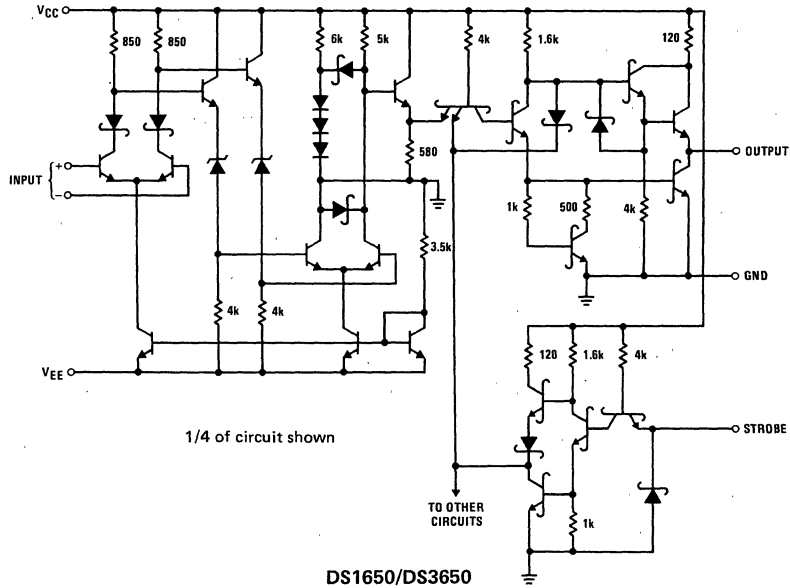 VCC
850
850
6k
5k
4k
1.6k
120
INPUT
+
−
580
OUTPUT
1k
500
4k
3.5k
GND
4k
4k
120
1.6k
4k
VEE
STROBE
1/4 of circuit shown
TO OTHER
CIRCUITS
1k
DS1650/DS3650